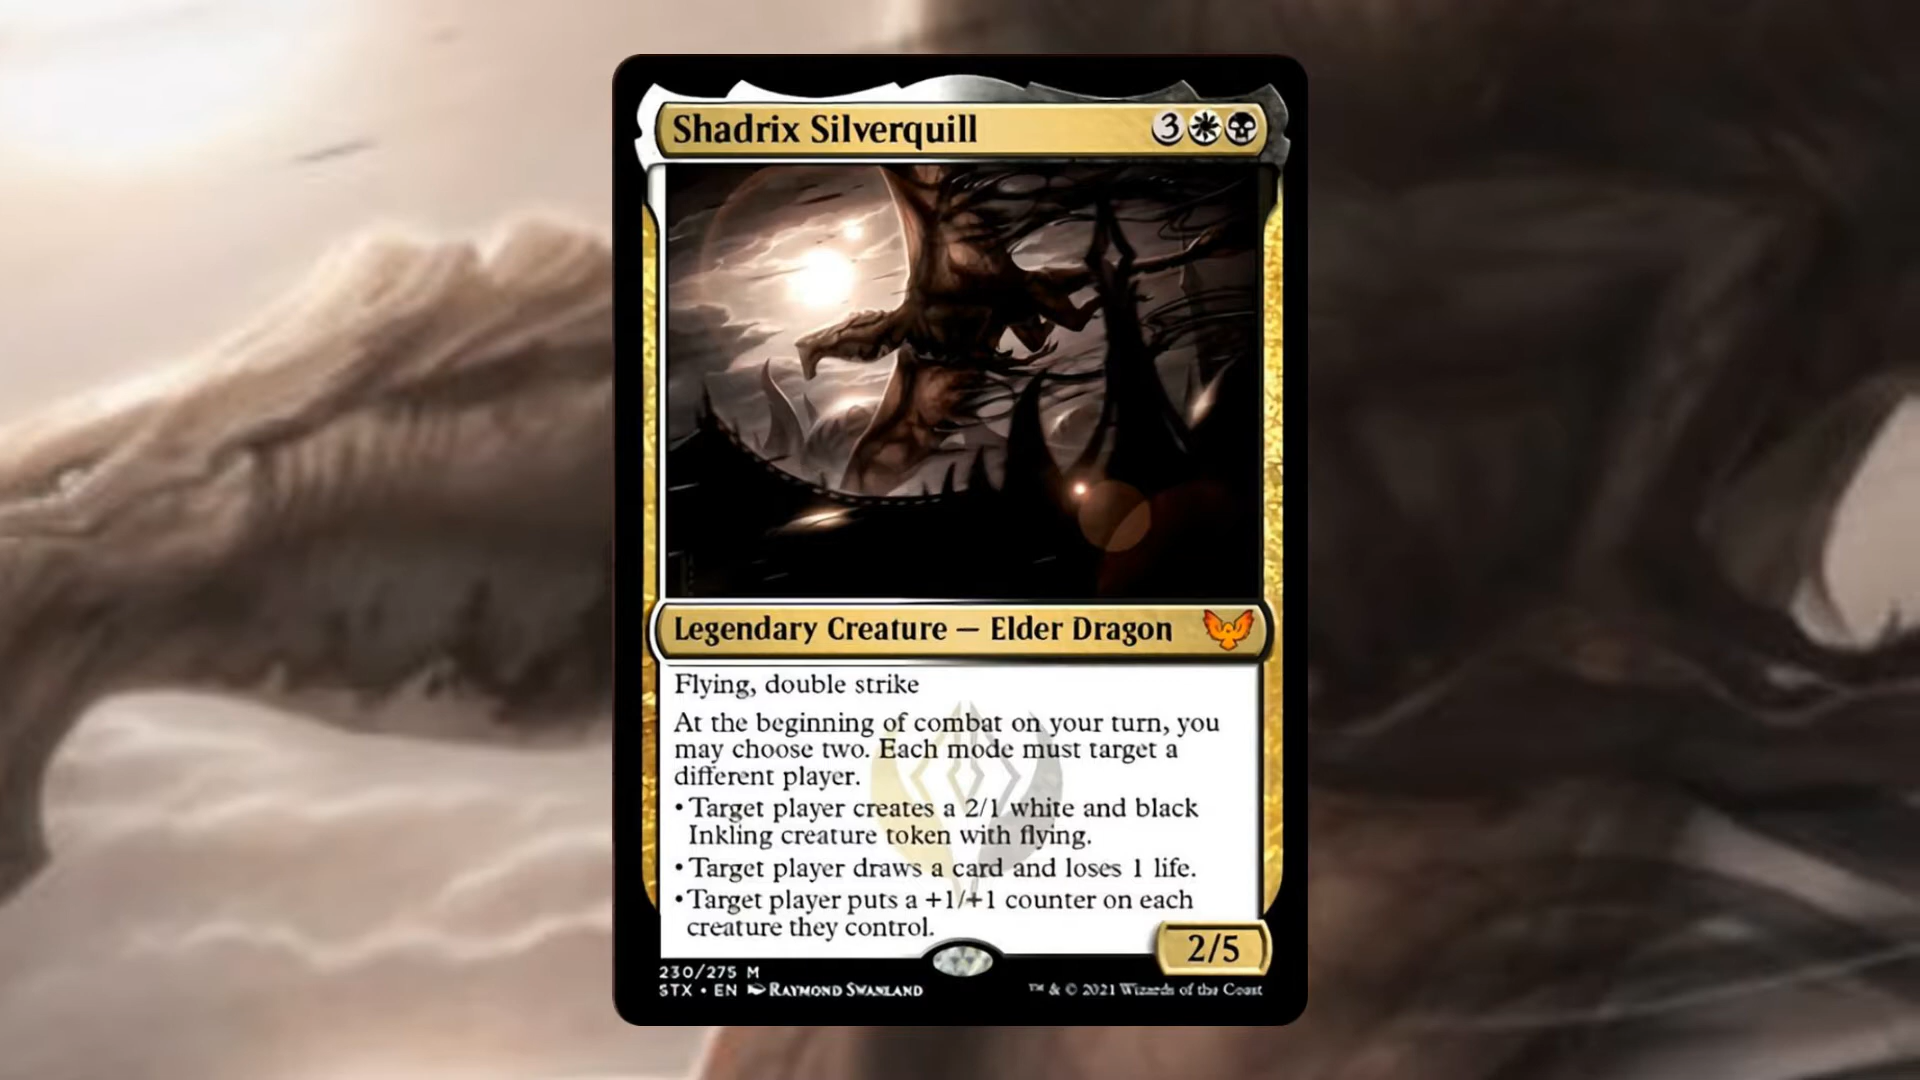 Shadrix Silverquill 3
Legendary Creature — Elder Dragon
Flying, double strike
At the beginning of combat on your turn, you
may choose two. Each mode must target a
different player.
• Target player creates a 2/1 white and black
Inkling creature token with flying.
• Target player draws a card and loses 1 life.
• Target player puts a +1/+1 counter on each
creature they control.
2/5
230/275 M
STX • EN RAYMOND SWANLAND
™ & © 2021 Wizards of the Coast